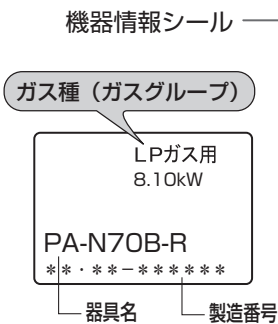 機器情報シール
ガス種（ガスグループ）
LPガス用
8.10kW
PA-N70B-R
＊＊・＊＊−＊＊＊＊＊＊
器具名
製造番号